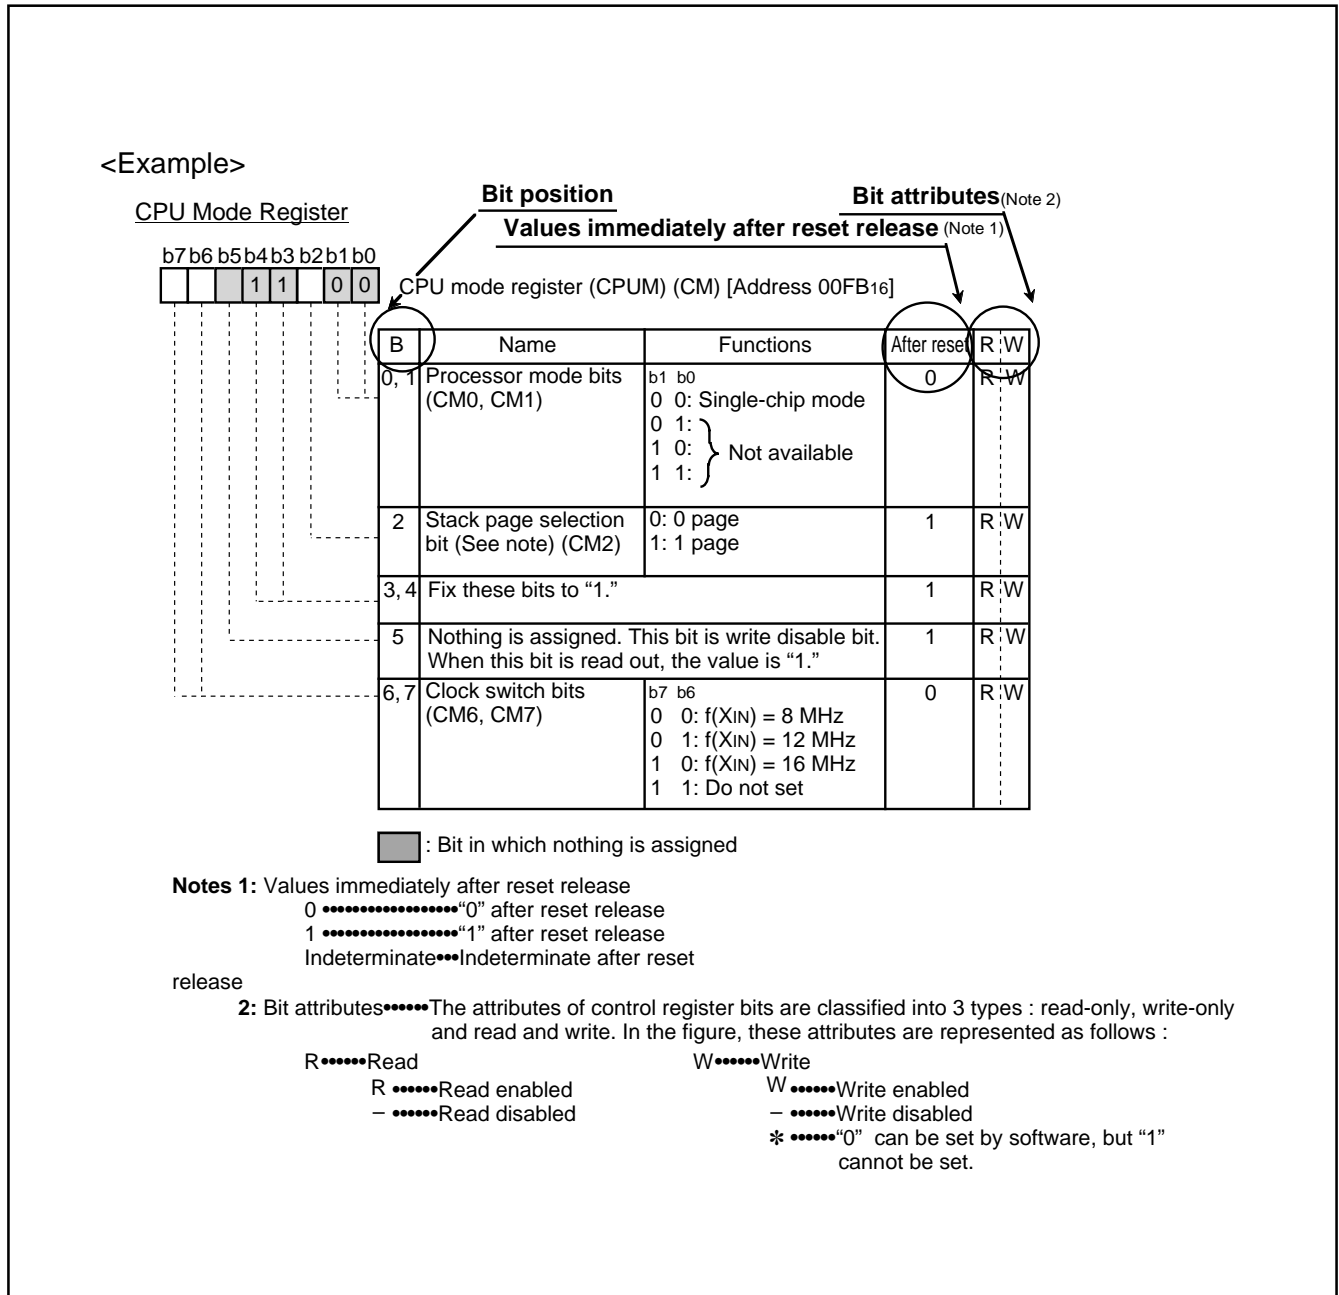 <Example>
Bit position
Bit attributes(Note 2)
CPU Mode Register
Values immediately after reset release (Note 1)
b7 b6 b5 b4 b3 b2 b1 b0
1 1 0 0
CPU mode register (CPUM) (CM) [Address 00FB16]
B Name Functions After reset R W
0, 1 Processor mode bits b1 b0 0 R W
(CM0, CM1) 0 0: Single-chip mode
0 1:
1 0: Not available
1 1:
2 Stack page selection 0: 0 page 1 R W
bit (See note) (CM2) 1: 1 page
3, 4 Fix these bits to “1.” 1 R W
5 Nothing is assigned. This bit is write disable bit. 1 R W
When this bit is read out, the value is “1.”
6, 7 Clock switch bits b7 b6 0 R W
(CM6, CM7) 0 0: f(XIN) = 8 MHz
0 1: f(XIN) = 12 MHz
1 0: f(XIN) = 16 MHz
1 1: Do not set
: Bit in which nothing is assigned
Notes 1: Values immediately after reset release
0 ••••••••••••••••••“0” after reset release
1 ••••••••••••••••••“1” after reset release
Indeterminate•••Indeterminate after reset
release
2: Bit attributes••••••The attributes of control register bits are classified into 3 types : read-only, write-only
and read and write. In the figure, these attributes are represented as follows :
R••••••Read W••••••Write
R ••••••Read enabled W ••••••Write enabled
– ••••••Read disabled – ••••••Write disabled
✻ ••••••“0” can be set by software, but “1”
cannot be set.